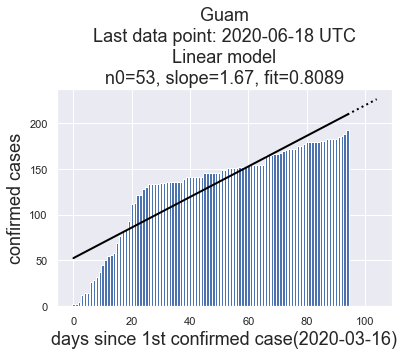 Guam
Last data point: 2020-06-18 UTC
Linear model
n0=53, slope=1.67, fit=0.8089
confirmed cases
200
150
100
50
0
0 20 40 60 80 100
days since 1st confirmed case(2020-03-16)